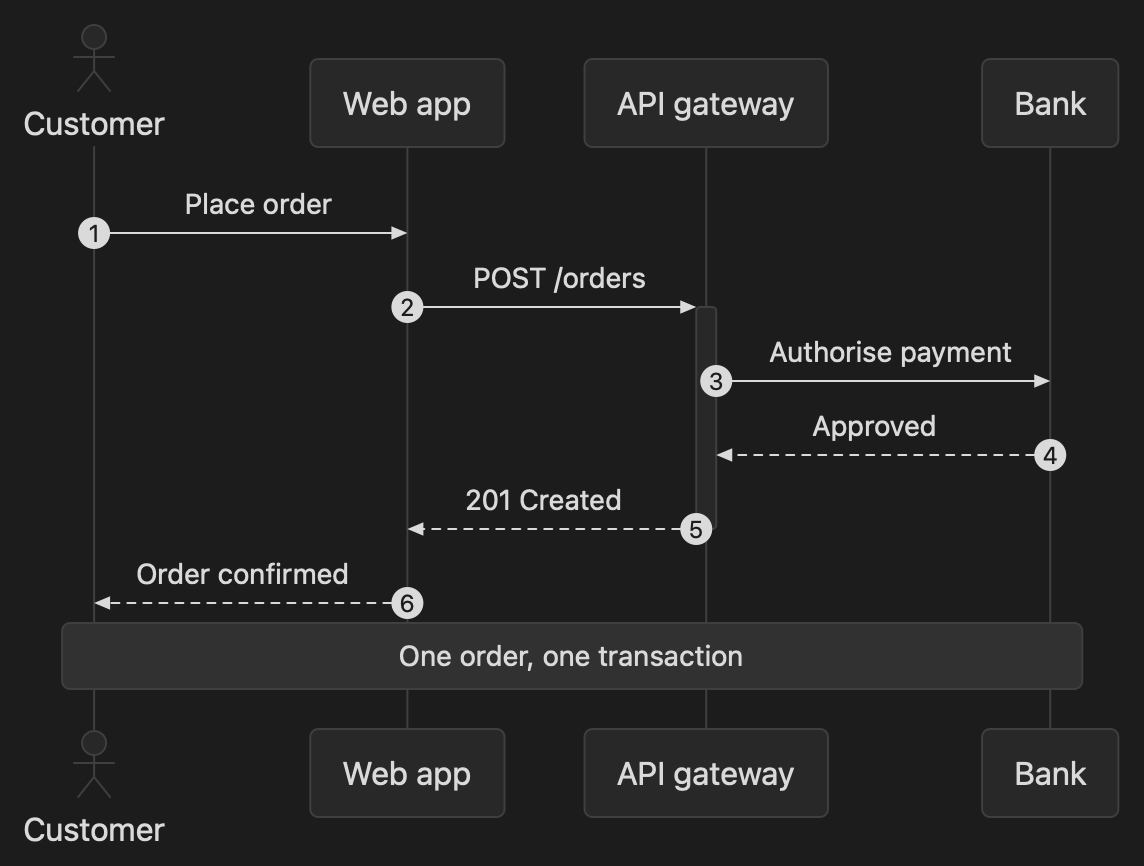 Customer
Web app
API gateway
Bank
Place order
1
POST /orders
2
Authorise payment
3
Approved
4
201 Created
5
Order confirmed
6
One order, one transaction
Web app
API gateway
Bank
Customer